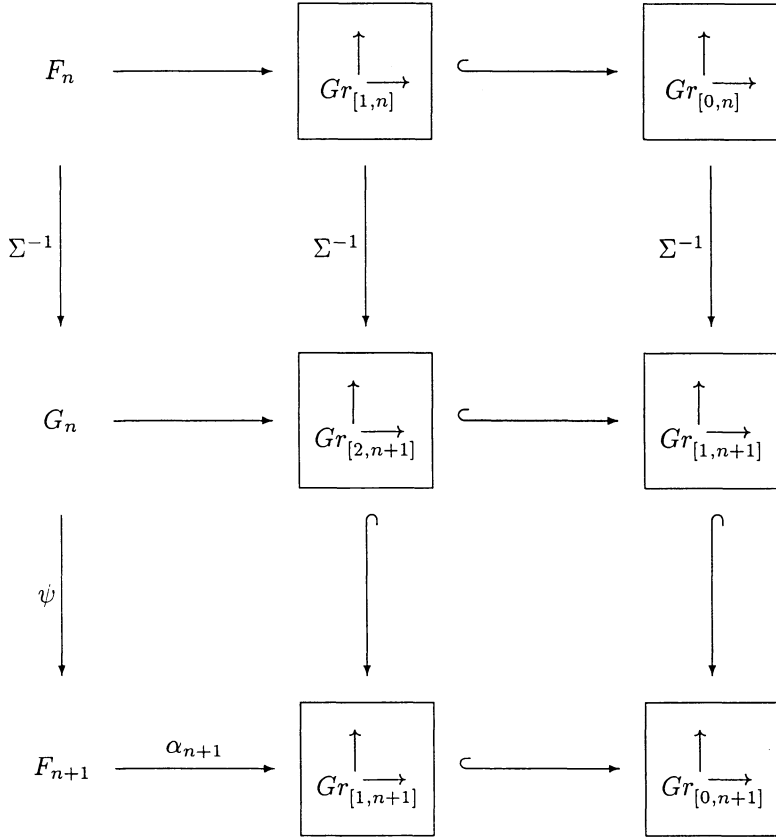 F_n Gr_{[1,n]} Gr_{[0,n]}
Σ^{-1} Σ^{-1} Σ^{-1}
G_n Gr_{[2,n+1]} Gr_{[1,n+1]}
ψ
α_{n+1}
F_{n+1} Gr_{[1,n+1]} Gr_{[0,n+1]}